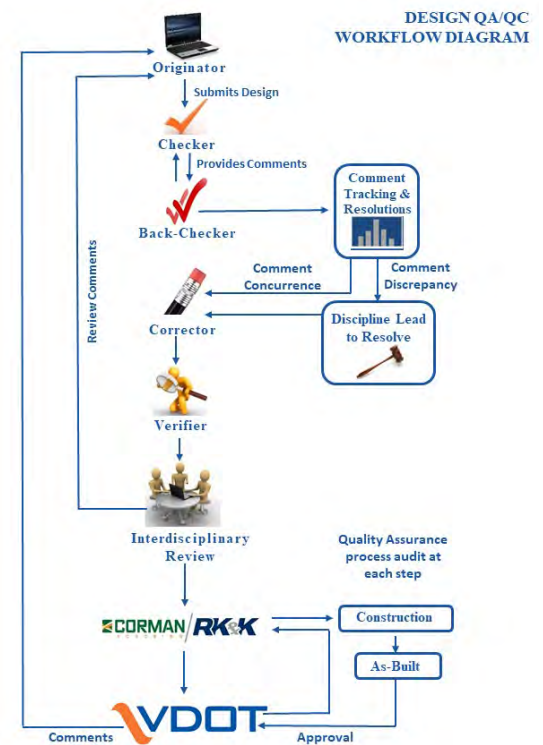 DESIGN QA/QC
WORKFLOW DIAGRAM
Originator
Submits Design
Checker
Provides Comments
Back-Checker
Comment
Tracking &
Resolutions
Comment
Concurrence
Comment
Discrepancy
Corrector
Discipline Lead
to Resolve
Review Comments
Verifier
Interdisciplinary
Review
Quality Assurance
process audit at
each step
CORMAN
RK&K
Construction
As-Built
VDOT
Comments
Approval